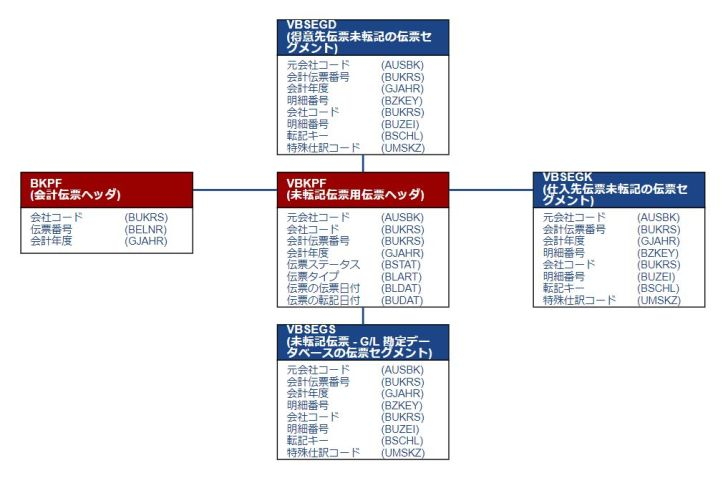 VBSEGD
(得意先伝票未転記の伝票セ
グメント)
元会社コード (AUSBK)
会計伝票番号 (BUKRS)
会計年度 (GJAHR)
明細番号 (BZKEY)
会社コード (BUKRS)
明細番号 (BUZEI)
転記キー (BSCHL)
特殊仕訳コード (UMSKZ)
BKPF
(会計伝票ヘッダ)
会社コード (BUKRS)
伝票番号 (BELNR)
会計年度 (GJAHR)
VBKPF
(未転記伝票用伝票ヘッダ)
元会社コード (AUSBK)
会社コード (BUKRS)
会計伝票番号 (BUKRS)
会計年度 (GJAHR)
伝票ステータス (BSTAT)
伝票タイプ (BLART)
伝票の伝票日付 (BLDAT)
伝票の転記日付 (BUDAT)
VBSEGK
(仕入先伝票未転記の伝票セ
グメント)
元会社コード (AUSBK)
会計伝票番号 (BUKRS)
会計年度 (GJAHR)
明細番号 (BZKEY)
会社コード (BUKRS)
明細番号 (BUZEI)
転記キー (BSCHL)
特殊仕訳コード (UMSKZ)
VBSEGS
(未転記伝票 - G/L 勘定デー
タベースの伝票セグメント)
元会社コード (AUSBK)
会計伝票番号 (BUKRS)
会計年度 (GJAHR)
明細番号 (BZKEY)
会社コード (BUKRS)
明細番号 (BUZEI)
転記キー (BSCHL)
特殊仕訳コード (UMSKZ)